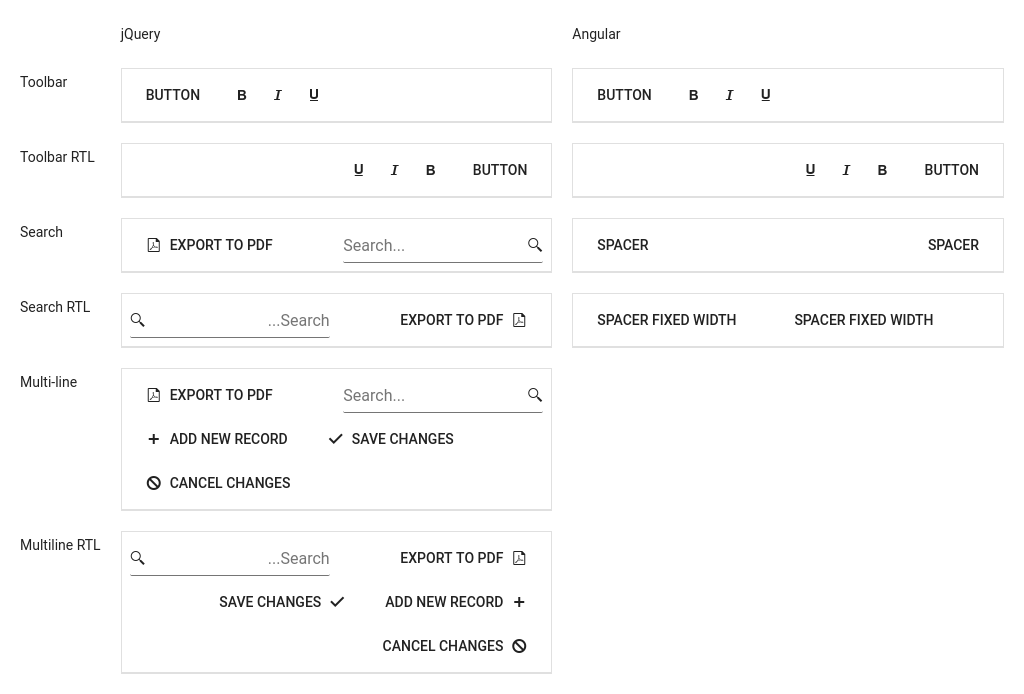 jQuery Angular
Toolbar BUTTON B I U BUTTON B I U
Toolbar RTL U I B BUTTON U I B BUTTON
Search EXPORT TO PDF Search... SPACER SPACER
Search RTL ...Search EXPORT TO PDF SPACER FIXED WIDTH SPACER FIXED WIDTH
Multi-line EXPORT TO PDF Search...
ADD NEW RECORD SAVE CHANGES
CANCEL CHANGES
Multiline RTL ...Search EXPORT TO PDF
SAVE CHANGES ADD NEW RECORD
CANCEL CHANGES